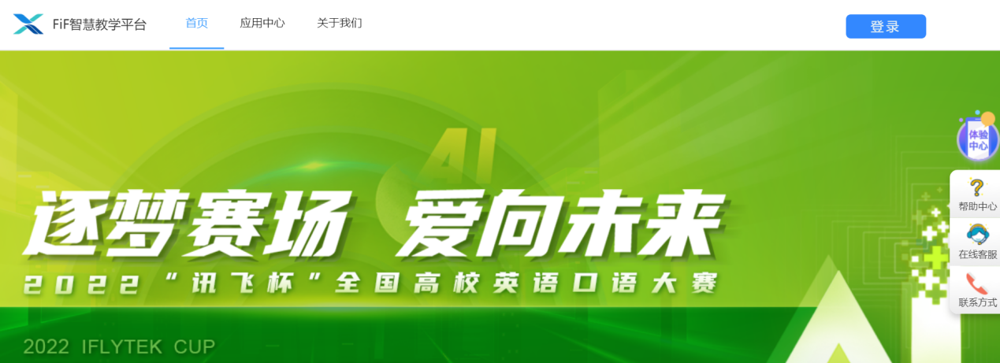 FiF智慧教学平台 首页 应用中心 关于我们 登录
体验
中心
AI
逐梦赛场 爱向未来
2022“讯飞杯”全国高校英语口语大赛
2022 IFLYTEK CUP
帮助中心
在线客服
联系方式